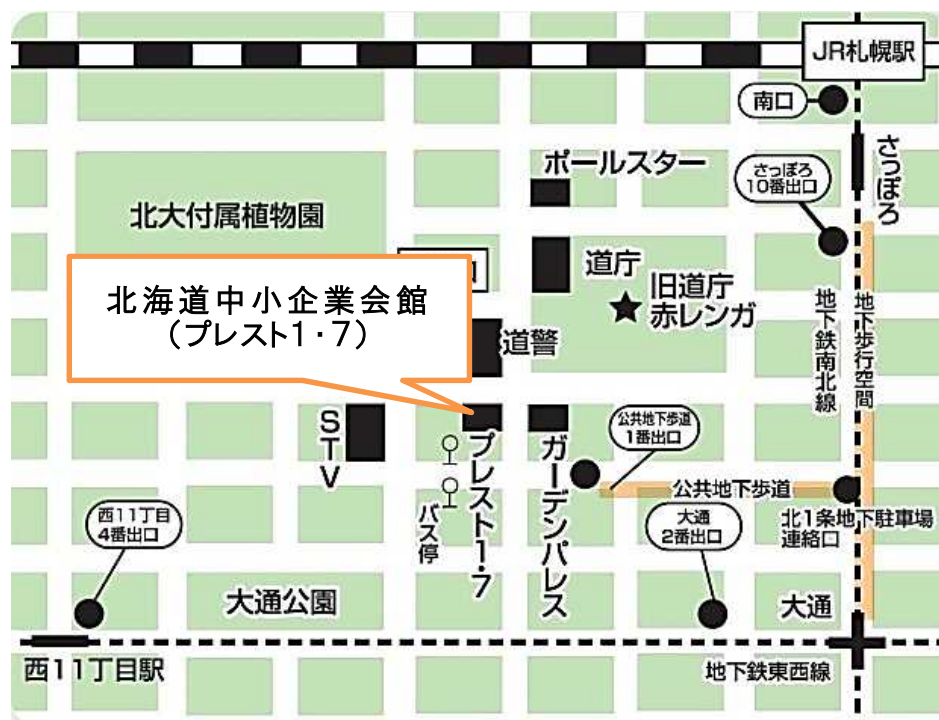 JR札幌駅
南口
さっぽろ
さっぽろ
10番出口
ポールスター
北大付属植物園
道庁
旧道庁
赤レンガ
北海道中小企業会館
(プレスト1・7)
道警
地下鉄南北線
地下歩行空間
STV
プレスト1・7
バス停
ガーデンパレス
公共地下歩道
1番出口
公共地下歩道
北1条地下駐車場
連絡口
西11丁目
4番出口
大通
2番出口
大通公園
大通
西11丁目駅
地下鉄東西線